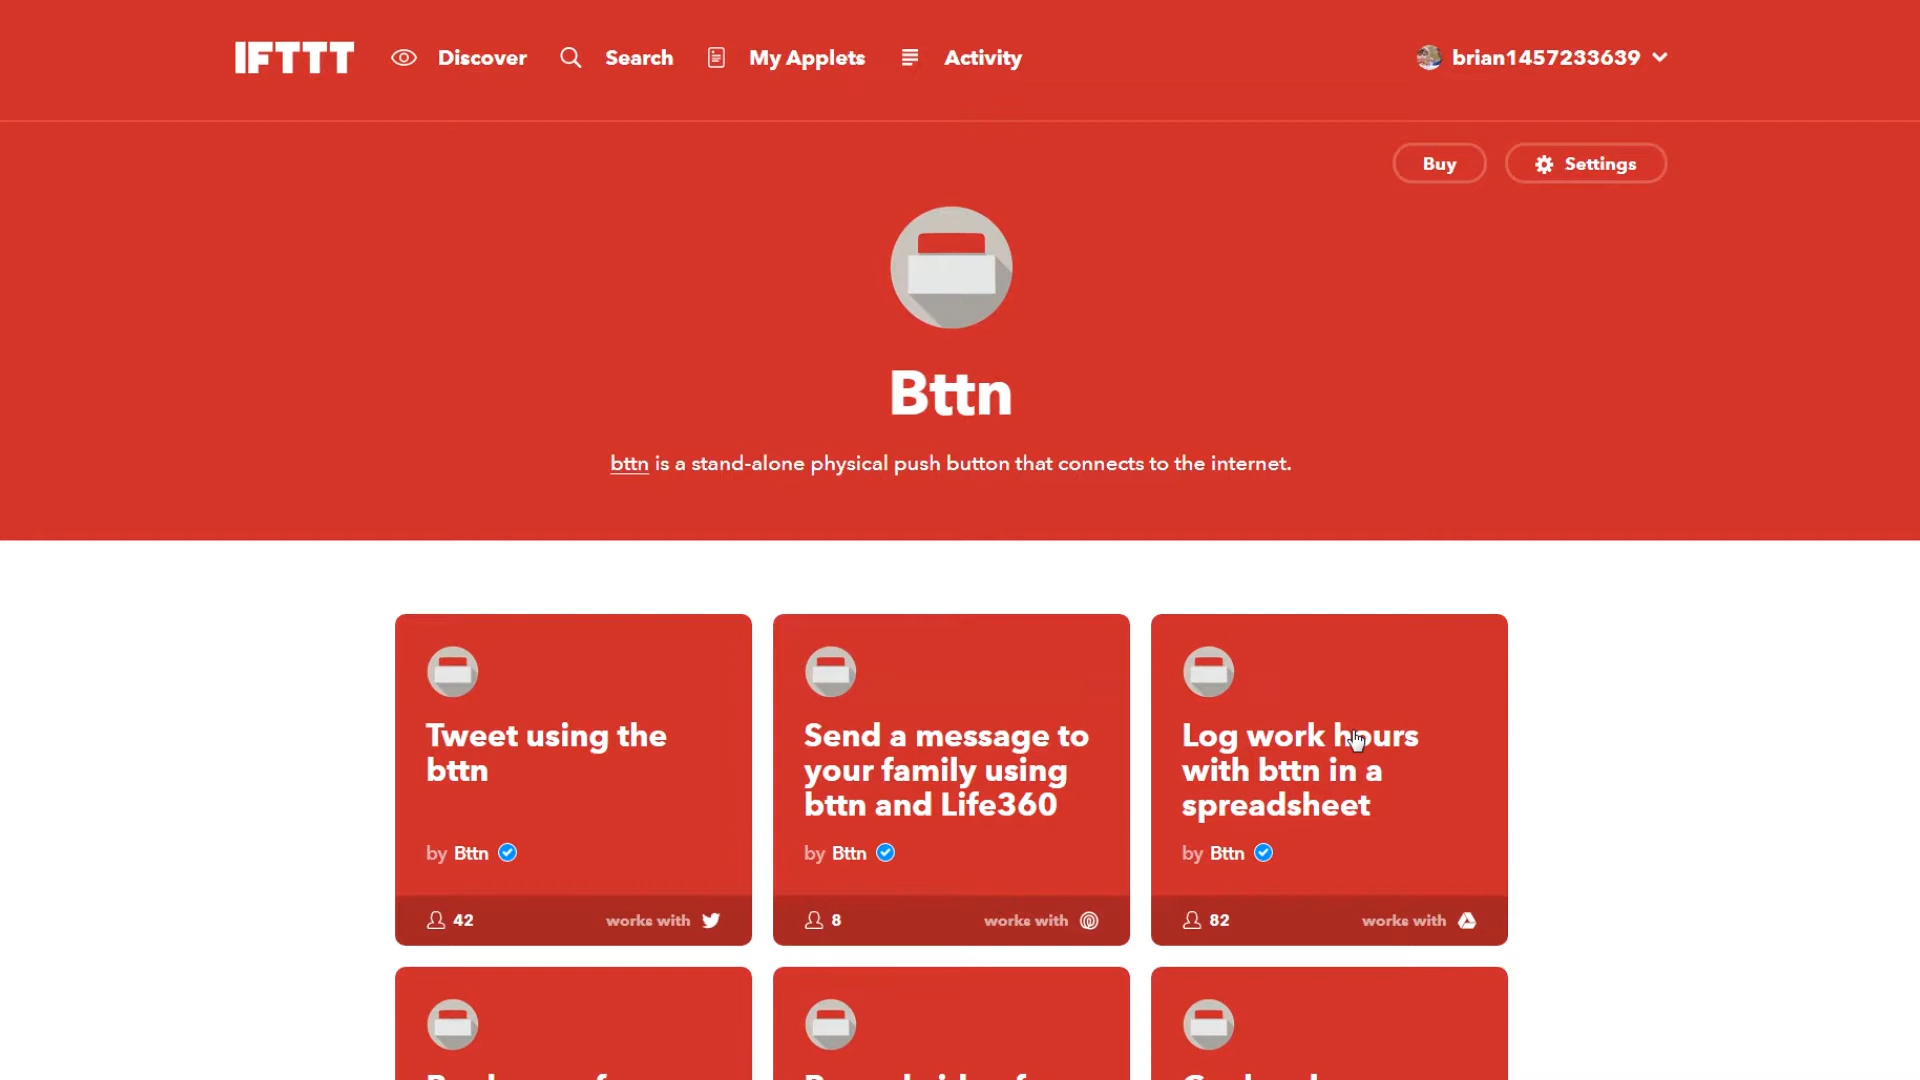 IFTTT Discover Search My Applets Activity brian1457233639
Buy Settings
Bttn
bttn is a stand-alone physical push button that connects to the internet.
Tweet using the
bttn
by Bttn
42 works with
Send a message to
your family using
bttn and Life360
by Bttn
8 works with
Log work hours
with bttn in a
spreadsheet
by Bttn
82 works with